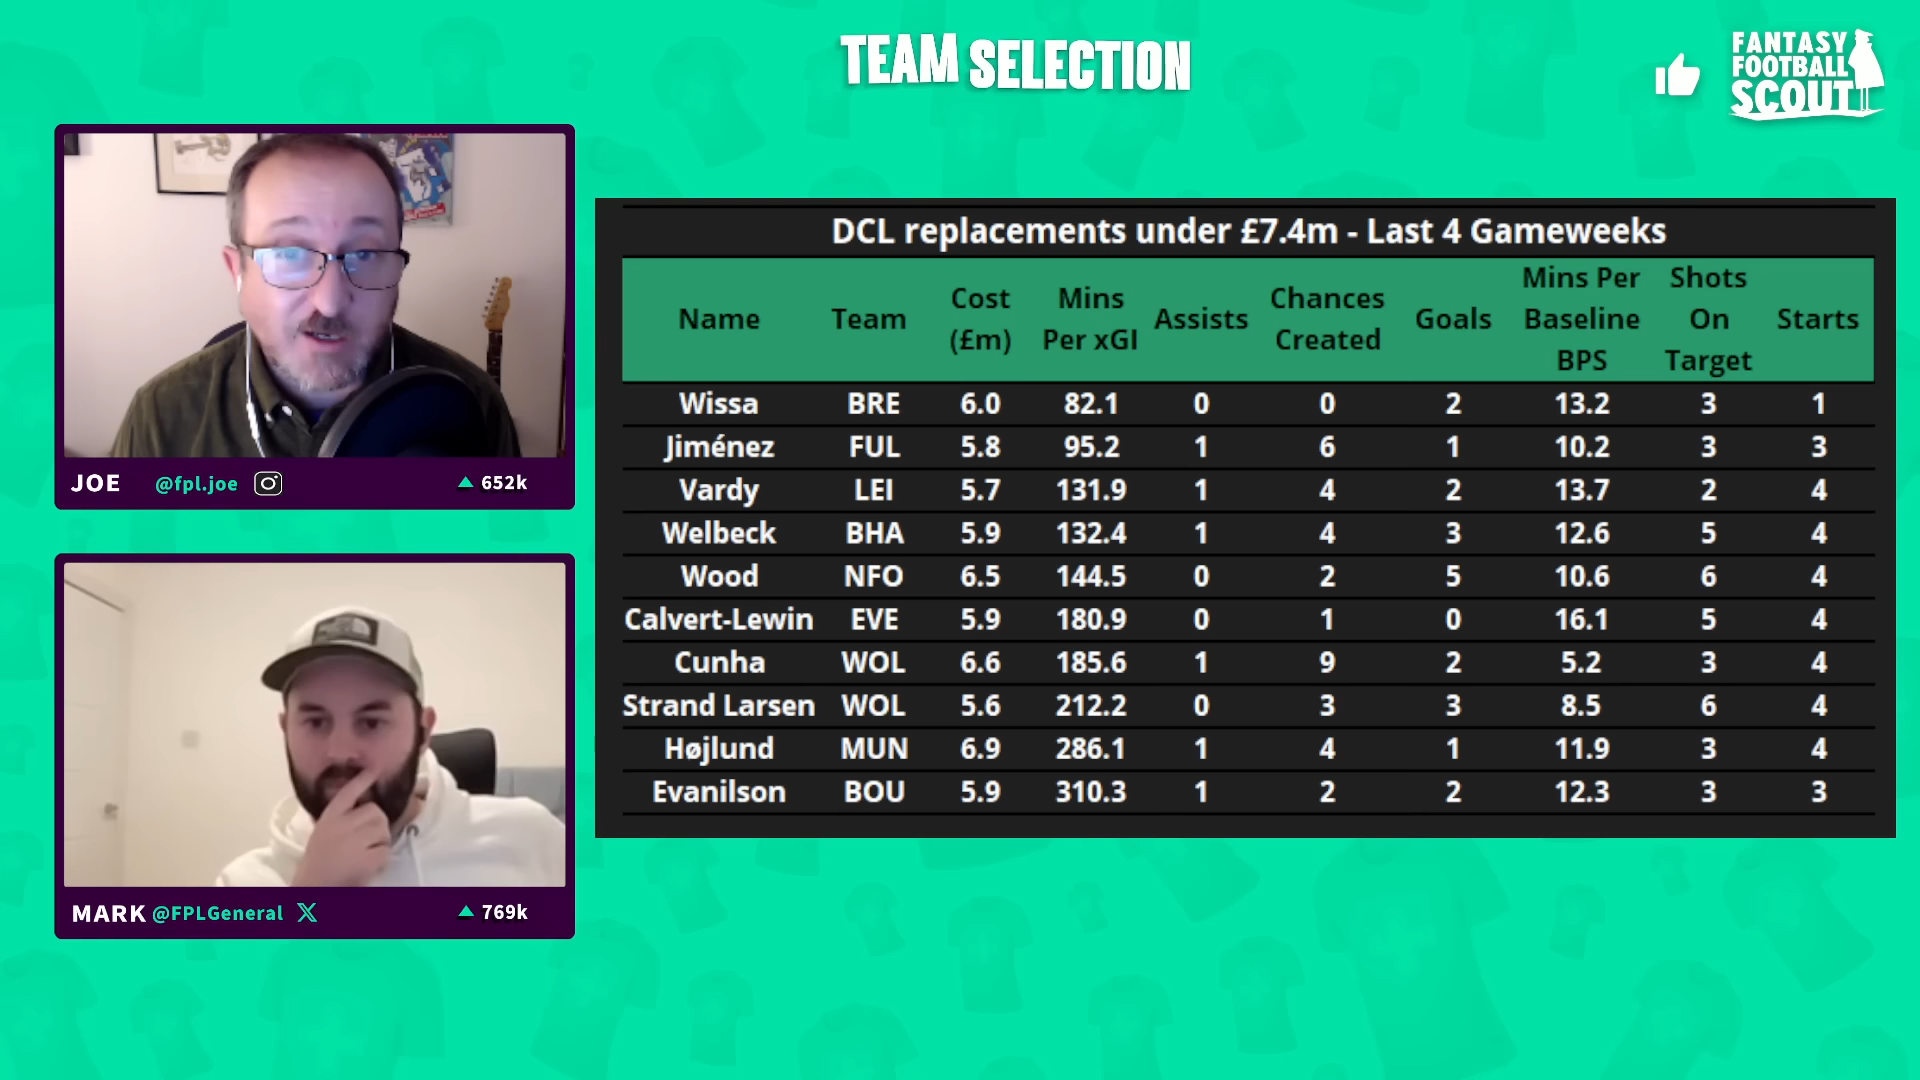 TEAM SELECTION
FANTASY
FOOTBALL
SCOUT
JOE @fpl.joe 652k
MARK @FPLGeneral 769k
DCL replacements under £7.4m - Last 4 Gameweeks
Name Team Cost (£m) Mins Per xGI Assists Chances Created Goals Mins Per Baseline BPS Shots On Target Starts
Wissa BRE 6.0 82.1 0 0 2 13.2 3 1
Jiménez FUL 5.8 95.2 1 6 1 10.2 3 3
Vardy LEI 5.7 131.9 1 4 2 13.7 2 4
Welbeck BHA 5.9 132.4 1 4 3 12.6 5 4
Wood NFO 6.5 144.5 0 2 5 10.6 6 4
Calvert-Lewin EVE 5.9 180.9 0 1 0 16.1 5 4
Cunha WOL 6.6 185.6 1 9 2 5.2 3 4
Strand Larsen WOL 5.6 212.2 0 3 3 8.5 6 4
Højlund MUN 6.9 286.1 1 4 1 11.9 3 4
Evanilson BOU 5.9 310.3 1 2 2 12.3 3 3